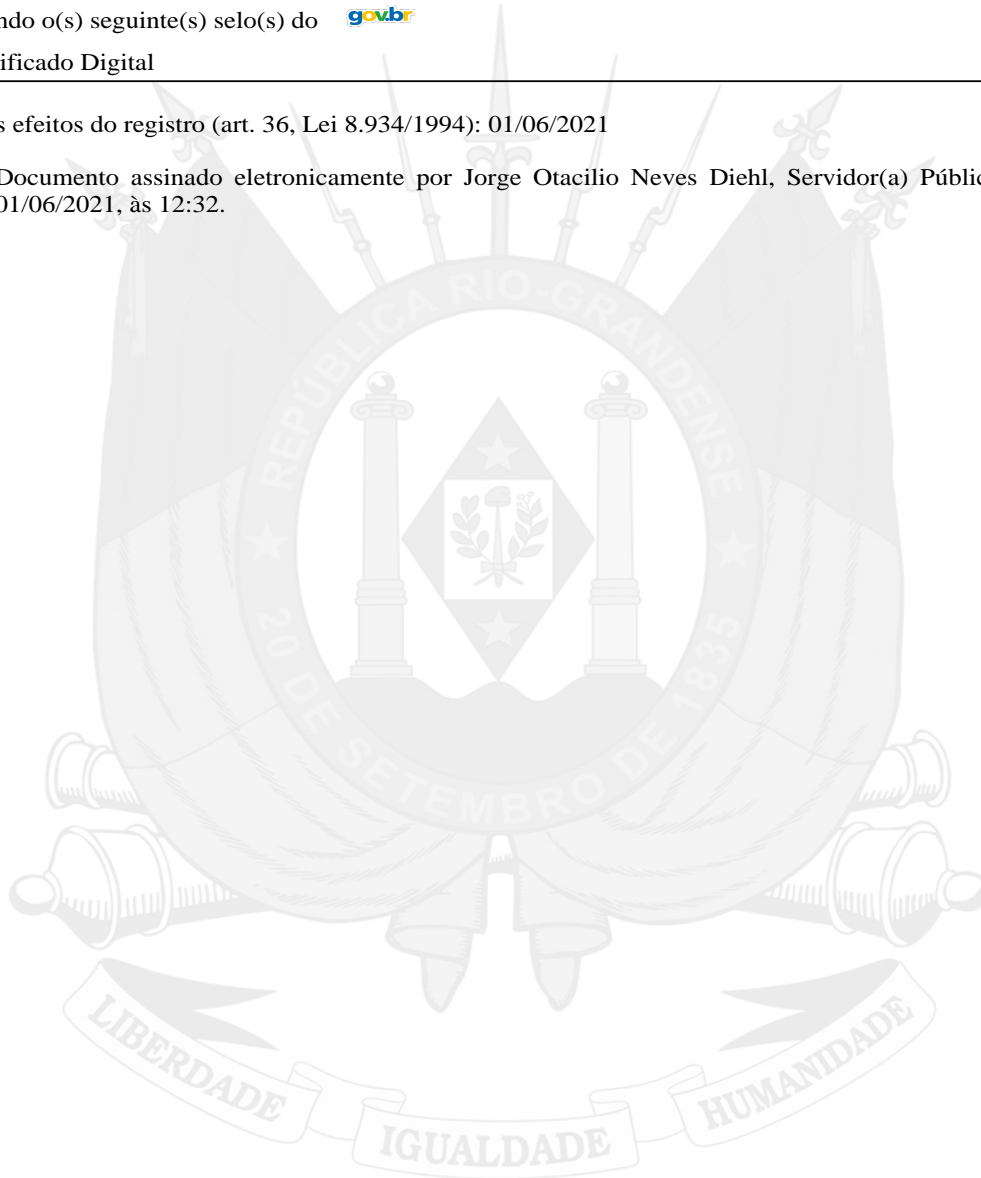 ndo o(s) seguinte(s) selo(s) do gov.br
ificado Digital
s efeitos do registro (art. 36, Lei 8.934/1994): 01/06/2021
Documento assinado eletronicamente por Jorge Otacilio Neves Diehl, Servidor(a) Públic
01/06/2021, às 12:32.
REPÚBLICA RIO-GRANDENSE
20 DE SETEMBRO DE 1835
LIBERDADE
IGUALDADE
HUMANIDADE